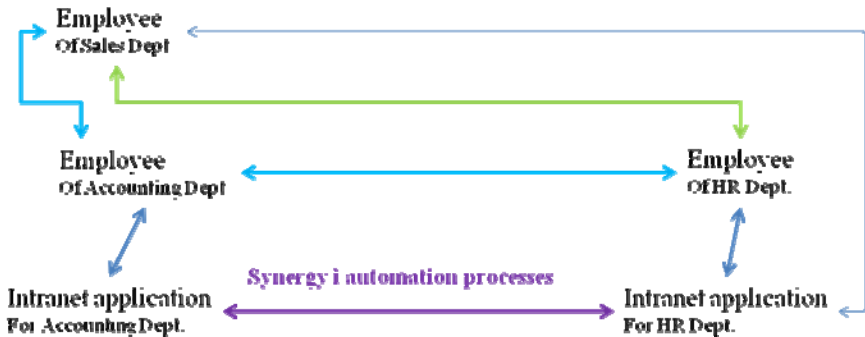 Employee
Of Sales Dept
Employee
Of Accounting Dept
Employee
Of HR Dept.
Synergy i automation processes
Intranet application
For Accounting Dept.
Intranet application
For HR Dept.